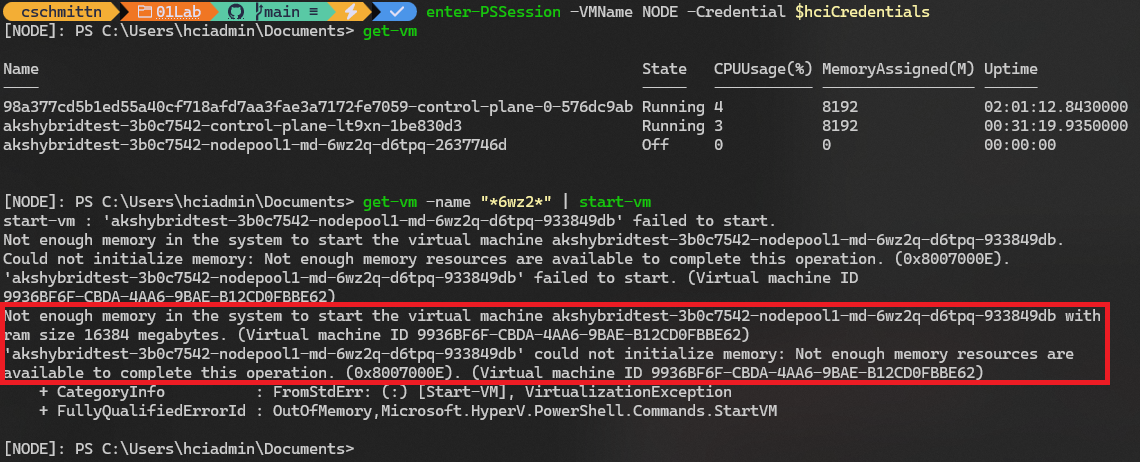 cschmittn 01Lab main ≡ enter-PSSession -VMName NODE -Credential $hciCredentials
[NODE]: PS C:\Users\hciadmin\Documents> get-vm
Name State CPUUsage(%) MemoryAssigned(M) Uptime
---- ----- ----------- ----------------- ------
98a377cd5b1ed55a40cf718afd7aa3fae3a7172fe7059-control-plane-0-576dc9ab Running 4 8192 02:01:12.8430000
akshybridtest-3b0c7542-control-plane-lt9xn-1be830d3 Running 3 8192 00:31:19.9350000
akshybridtest-3b0c7542-nodepool1-md-6wz2q-d6tpq-2637746d Off 0 0 00:00:00
[NODE]: PS C:\Users\hciadmin\Documents> get-vm -name "*6wz2*" | start-vm
start-vm : 'akshybridtest-3b0c7542-nodepool1-md-6wz2q-d6tpq-933849db' failed to start.
Not enough memory in the system to start the virtual machine akshybridtest-3b0c7542-nodepool1-md-6wz2q-d6tpq-933849db.
Could not initialize memory: Not enough memory resources are available to complete this operation. (0x8007000E).
'akshybridtest-3b0c7542-nodepool1-md-6wz2q-d6tpq-933849db' failed to start. (Virtual machine ID
9936BF6F-CBDA-4AA6-9BAE-B12CD0FBBE62)
Not enough memory in the system to start the virtual machine akshybridtest-3b0c7542-nodepool1-md-6wz2q-d6tpq-933849db with
ram size 16384 megabytes. (Virtual machine ID 9936BF6F-CBDA-4AA6-9BAE-B12CD0FBBE62)
'akshybridtest-3b0c7542-nodepool1-md-6wz2q-d6tpq-933849db' could not initialize memory: Not enough memory resources are
available to complete this operation. (0x8007000E). (Virtual machine ID 9936BF6F-CBDA-4AA6-9BAE-B12CD0FBBE62)
+ CategoryInfo : FromStdErr: (:) [Start-VM], VirtualizationException
+ FullyQualifiedErrorId : OutOfMemory,Microsoft.HyperV.PowerShell.Commands.StartVM
[NODE]: PS C:\Users\hciadmin\Documents>